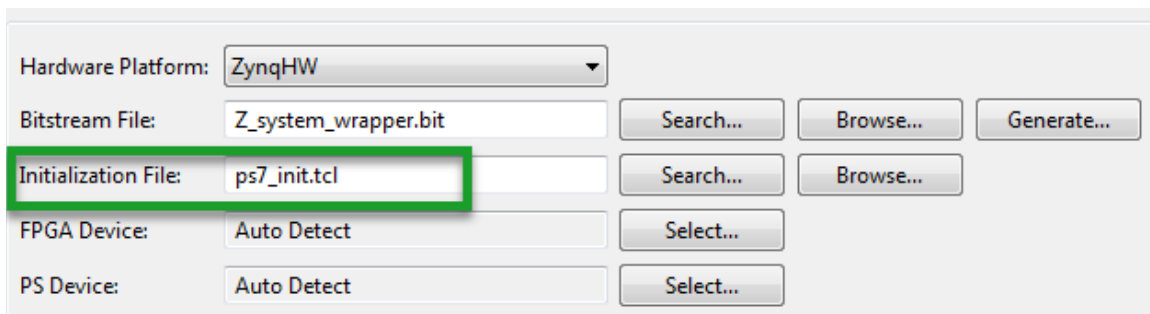 Hardware Platform: ZynqHW
Bitstream File: Z_system_wrapper.bit Search... Browse... Generate...
Initialization File: ps7_init.tcl Search... Browse...
FPGA Device: Auto Detect Select...
PS Device: Auto Detect Select...